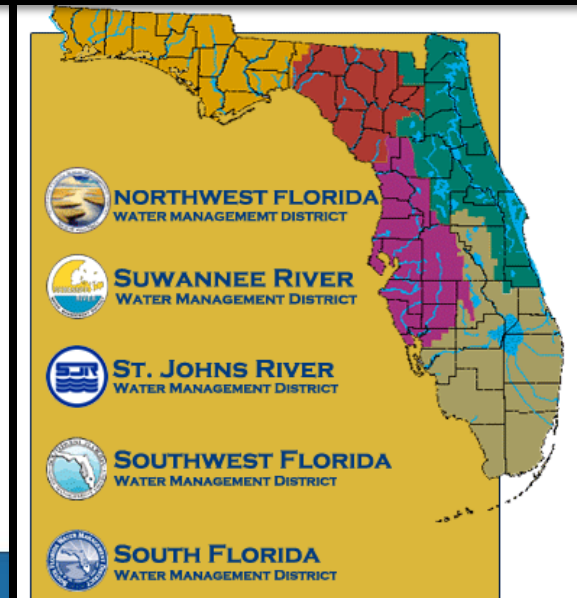 NORTHWEST FLORIDA
WATER MANAGEMEMT DISTRICT
SUWANNEE RIVER
WATER MANAGEMENT DISTRICT
SJR
ST. JOHNS RIVER
WATER MANAGEMENT DISTRICT
SOUTHWEST FLORIDA
WATER MANAGEMENT DISTRICT
SOUTH FLORIDA
WATER MANAGEMENT DISTRICT